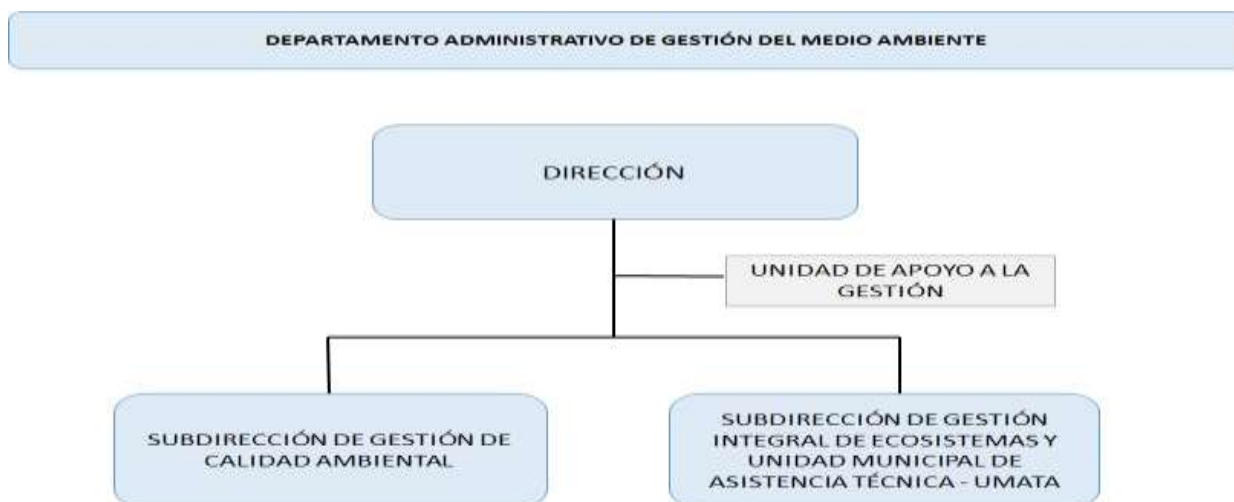 DEPARTAMENTO ADMINISTRATIVO DE GESTIÓN DEL MEDIO AMBIENTE
DIRECCIÓN
UNIDAD DE APOYO A LA
GESTIÓN
SUBDIRECCIÓN DE GESTIÓN DE
CALIDAD AMBIENTAL
SUBDIRECCIÓN DE GESTIÓN
INTEGRAL DE ECOSISTEMAS Y
UNIDAD MUNICIPAL DE
ASISTENCIA TÉCNICA - UMATA